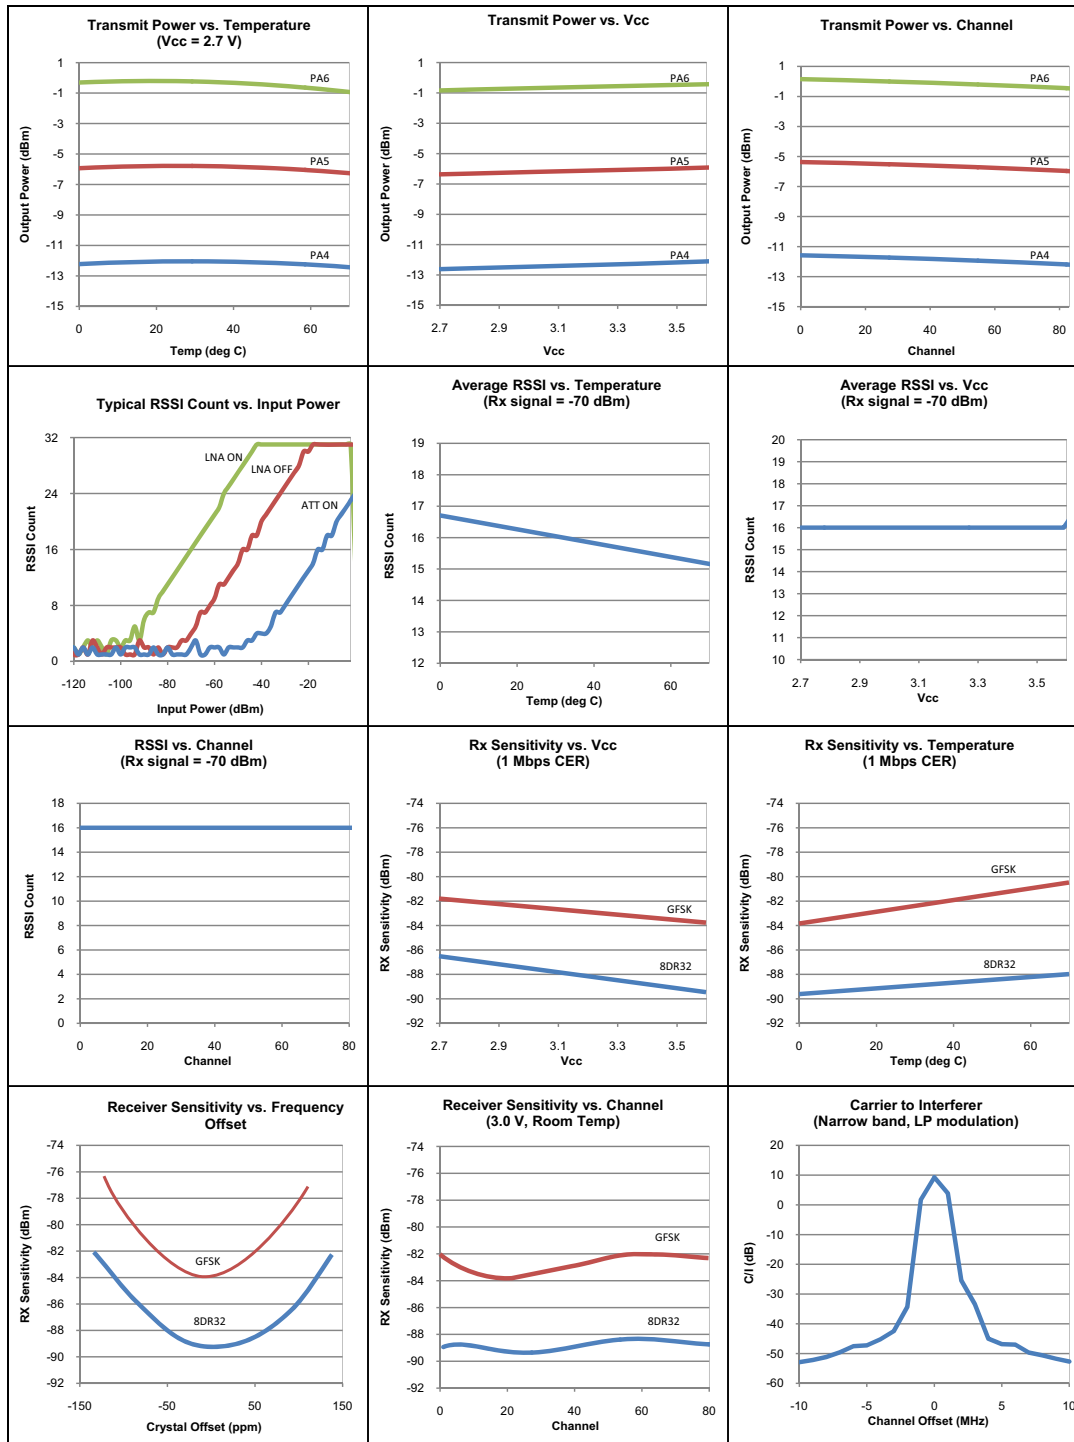 Transmit Power vs. Temperature
(Vcc = 2.7 V)
Output Power (dBm)
1
-1
-3
-5
-7
-9
-11
-13
-15
PA6
PA5
PA4
0 20 40 60
Temp (deg C)
Transmit Power vs. Vcc
Output Power (dBm)
1
-1
-3
-5
-7
-9
-11
-13
-15
PA6
PA5
PA4
2.7 2.9 3.1 3.3 3.5
Vcc
Transmit Power vs. Channel
Output Power (dBm)
1
-1
-3
-5
-7
-9
-11
-13
-15
PA6
PA5
PA4
0 20 40 60 80
Channel
Typical RSSI Count vs. Input Power
RSSI Count
32
24
16
8
0
LNA ON
LNA OFF
ATT ON
-120 -100 -80 -60 -40 -20
Input Power (dBm)
Average RSSI vs. Temperature
(Rx signal = -70 dBm)
RSSI Count
19
18
17
16
15
14
13
12
0 20 40 60
Temp (deg C)
Average RSSI vs. Vcc
(Rx signal = -70 dBm)
RSSI Count
20
19
18
17
16
15
14
13
12
11
10
2.7 2.9 3.1 3.3 3.5
Vcc
RSSI vs. Channel
(Rx signal = -70 dBm)
RSSI Count
18
16
14
12
10
8
6
4
2
0
0 20 40 60 80
Channel
Rx Sensitivity vs. Vcc
(1 Mbps CER)
RX Sensitivity (dBm)
-74
-76
-78
-80
-82
-84
-86
-88
-90
-92
GFSK
8DR32
2.7 2.9 3.1 3.3 3.5
Vcc
Rx Sensitivity vs. Temperature
(1 Mbps CER)
RX Sensitivity (dBm)
-74
-76
-78
-80
-82
-84
-86
-88
-90
-92
GFSK
8DR32
0 20 40 60
Temp (deg C)
Receiver Sensitivity vs. Frequency
Offset
RX Sensitivity (dBm)
-74
-76
-78
-80
-82
-84
-86
-88
-90
-92
GFSK
8DR32
-150 -50 50 150
Crystal Offset (ppm)
Receiver Sensitivity vs. Channel
(3.0 V, Room Temp)
RX Sensitivity (dBm)
-74
-76
-78
-80
-82
-84
-86
-88
-90
-92
GFSK
8DR32
0 20 40 60 80
Channel
Carrier to Interferer
(Narrow band, LP modulation)
C/I (dB)
20
10
0
-10
-20
-30
-40
-50
-60
-10 -5 0 5 10
Channel Offset (MHz)